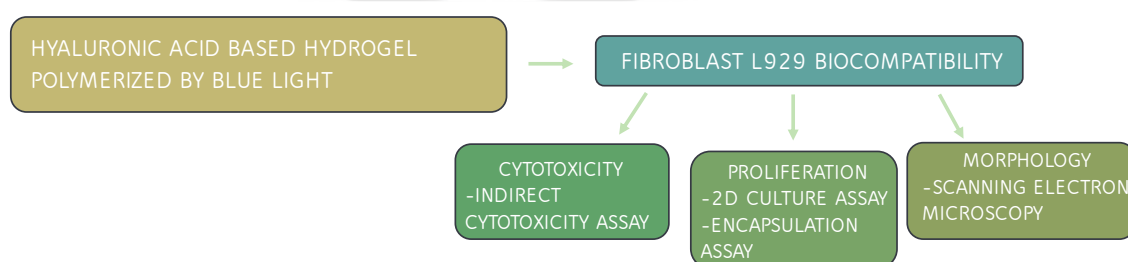 HYALURONIC ACID BASED HYDROGEL
POLYMERIZED BY BLUE LIGHT
FIBROBLAST L929 BIOCOMPATIBILITY
CYTOTOXICITY
-INDIRECT
CYTOTOXICITY ASSAY
PROLIFERATION
-2D CULTURE ASSAY
-ENCAPSULATION
ASSAY
MORPHOLOGY
-SCANNING ELECTRON
MICROSCOPY